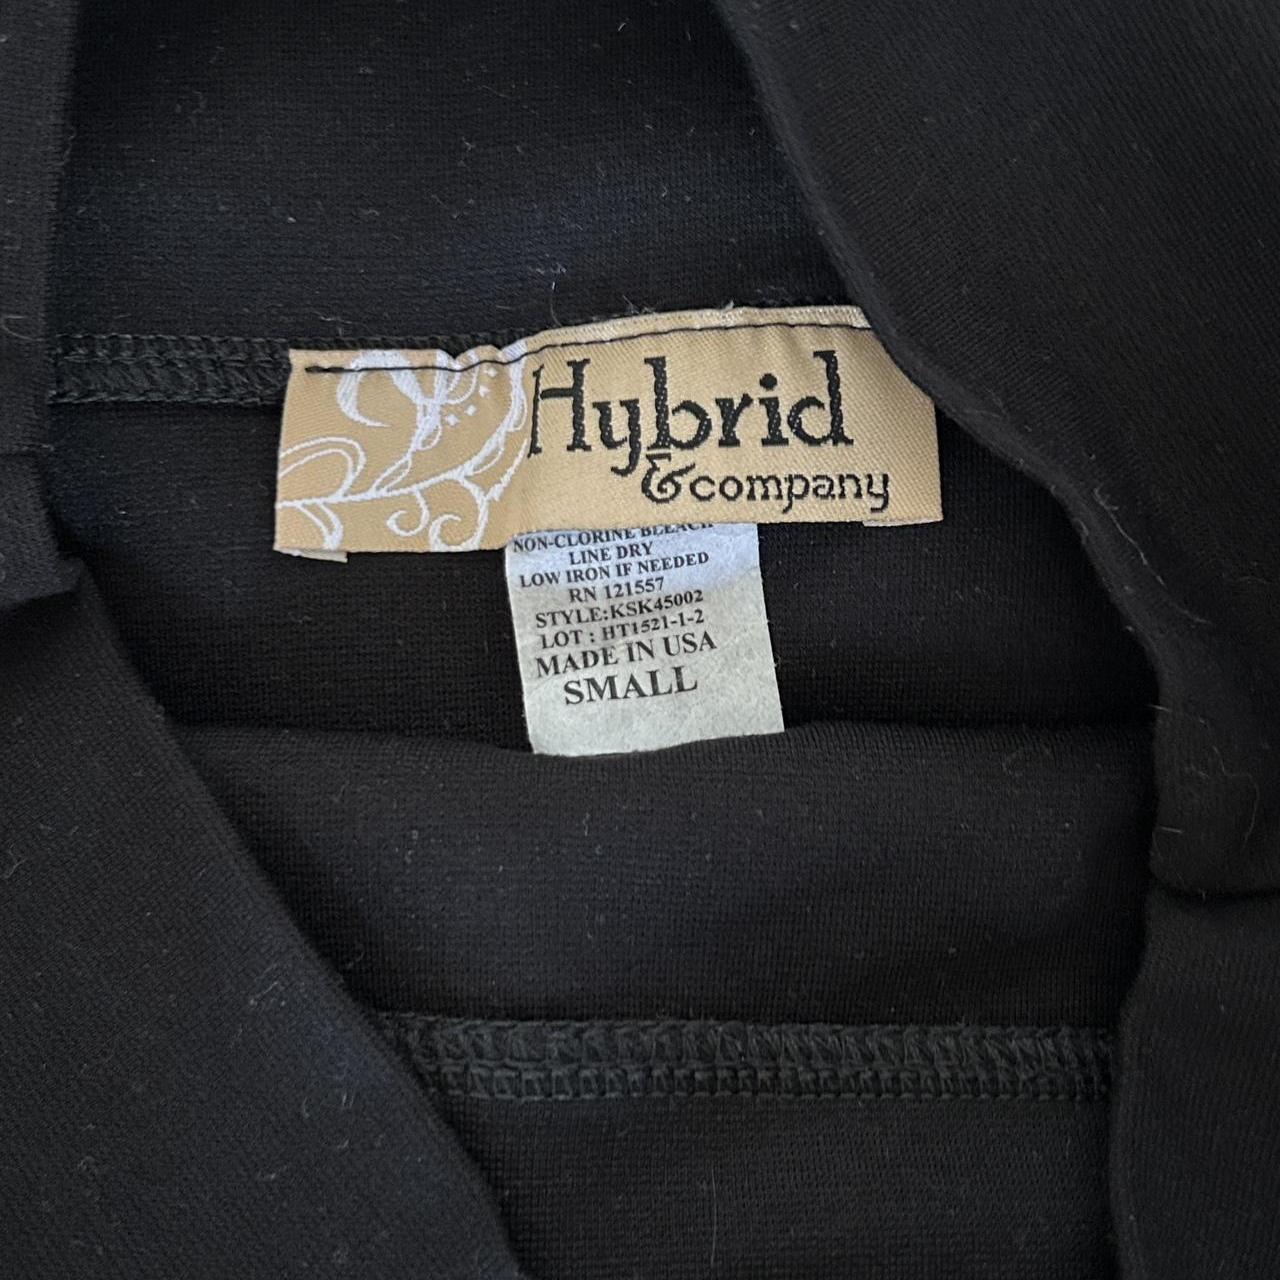 Hybrid
& company
NON-CLORINE BLEACH
LINE DRY
LOW IRON IF NEEDED
RN 121557
STYLE:KSK45002
LOT : HT1521-1-2
MADE IN USA
SMALL